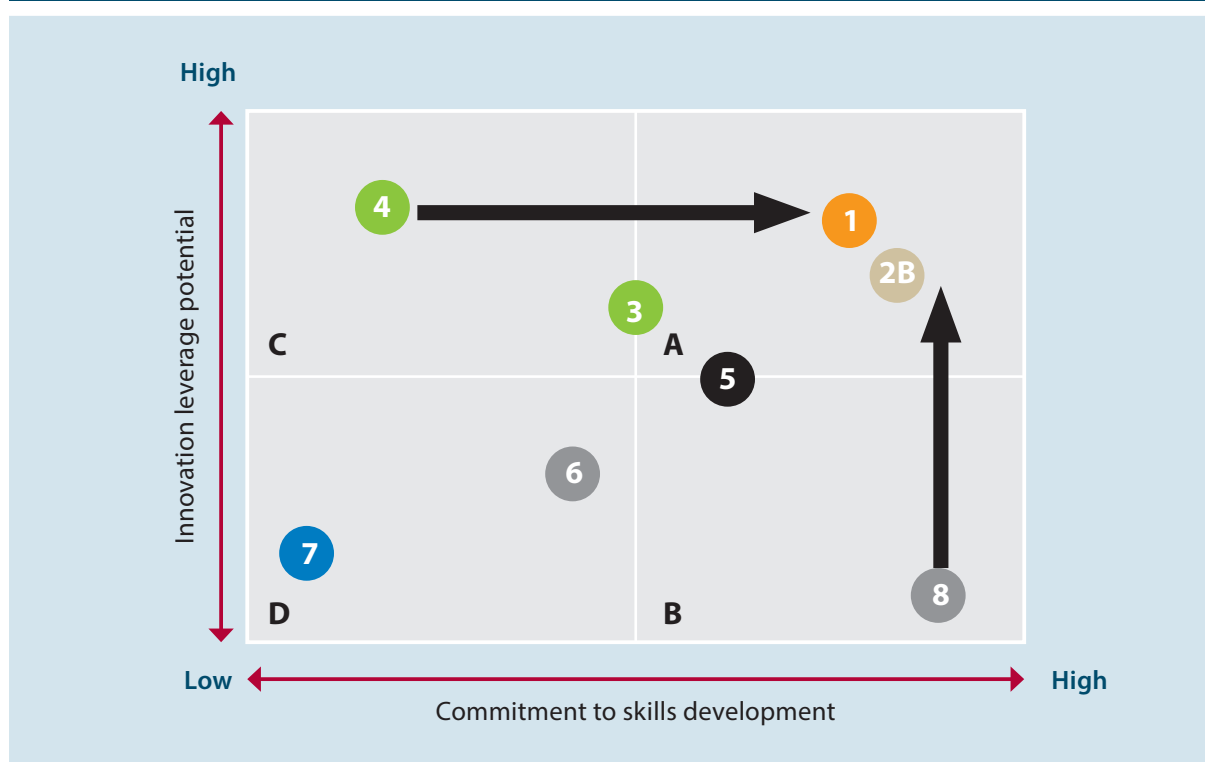 High
Innovation leverage potential
4
1
2B
3
C
A
5
6
7
8
D
B
Low
High
Commitment to skills development